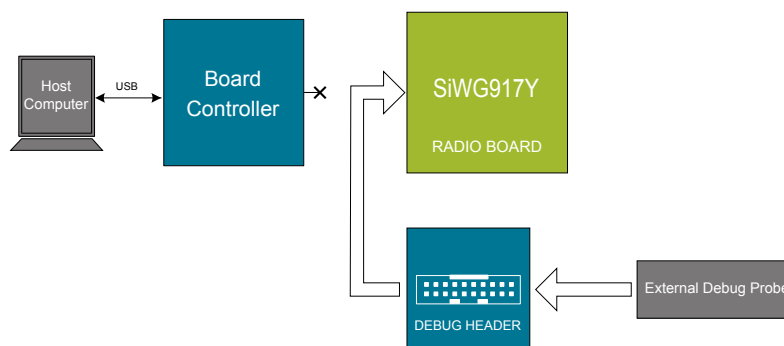 Host
Computer
USB
Board
Controller
SiWG917Y
RADIO BOARD
DEBUG HEADER
External Debug Probe